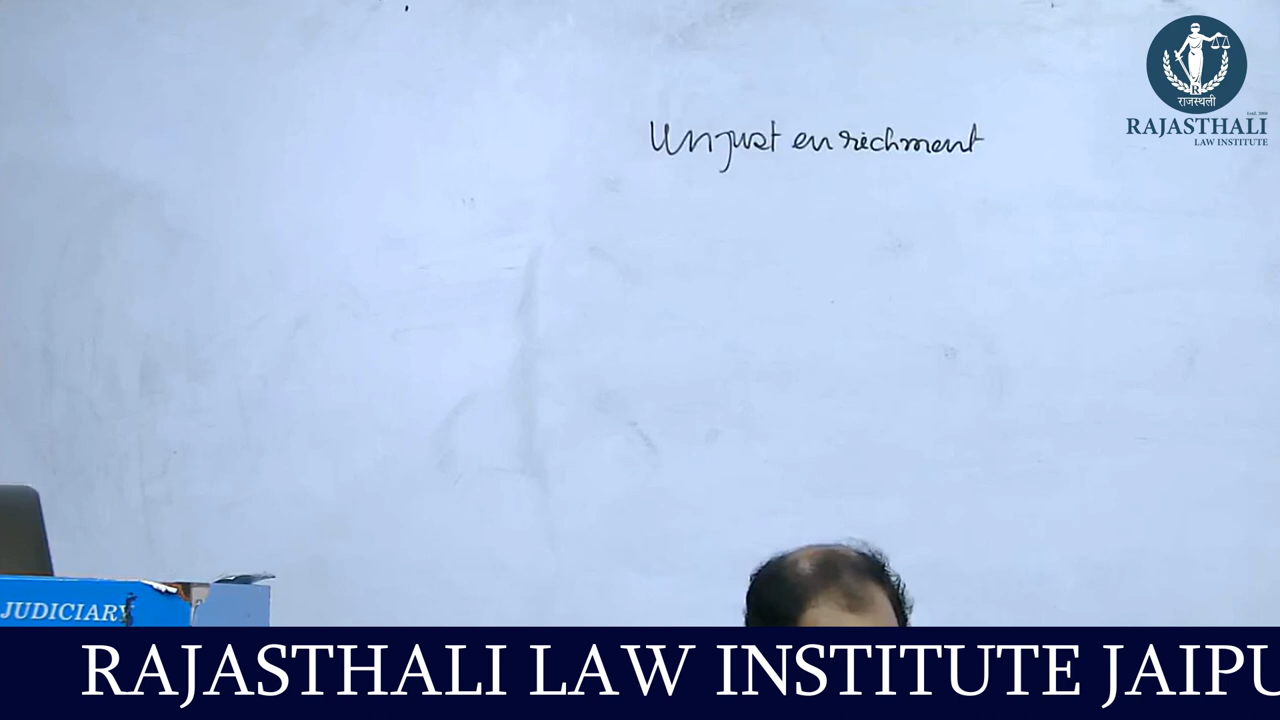 Unjust enrichment
राजस्थली
RAJASTHALI
LAW INSTITUTE
JUDICIARY
RAJASTHALI LAW INSTITUTE JAIPU